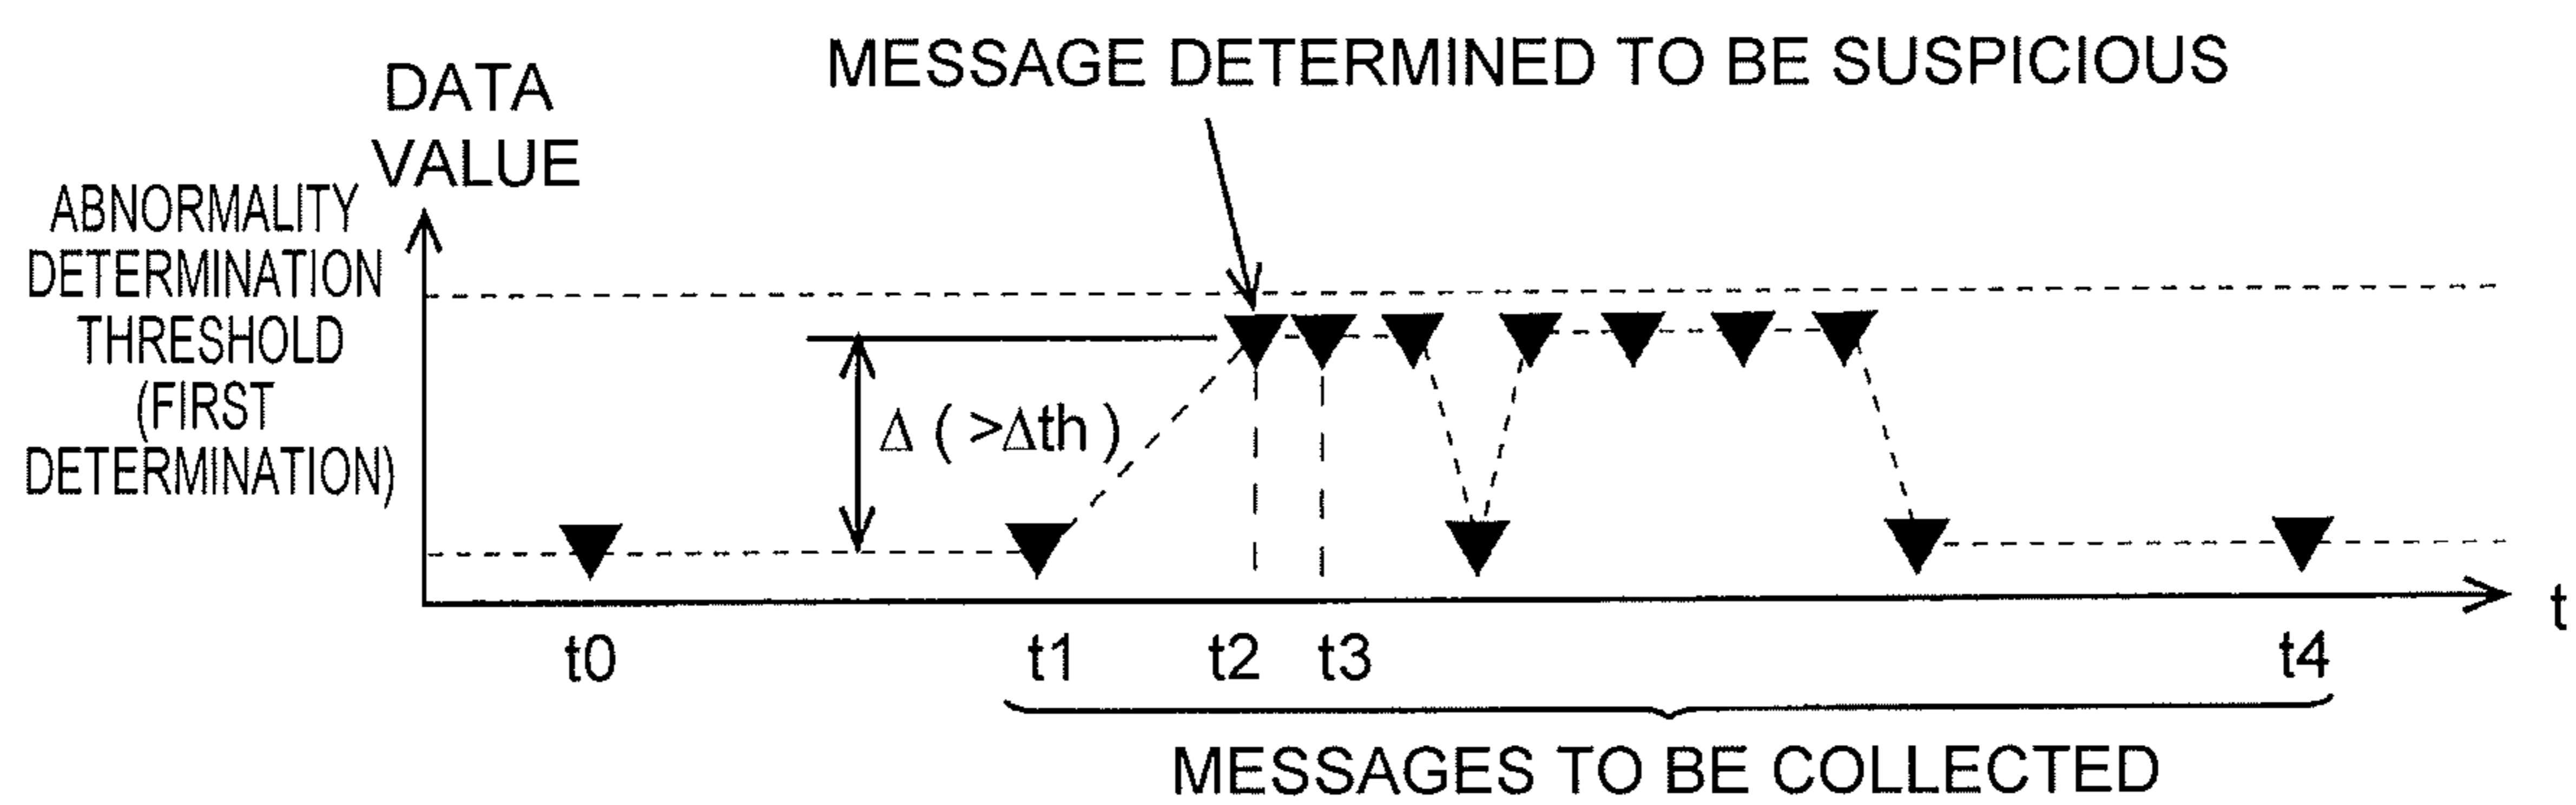 MESSAGE DETERMINED TO BE SUSPICIOUS
DATA
VALUE
ABNORMALITY
DETERMINATION
THRESHOLD
(FIRST
DETERMINATION)
Δ ( >Δth )
t0
t1
t2
t3
t4
t
MESSAGES TO BE COLLECTED